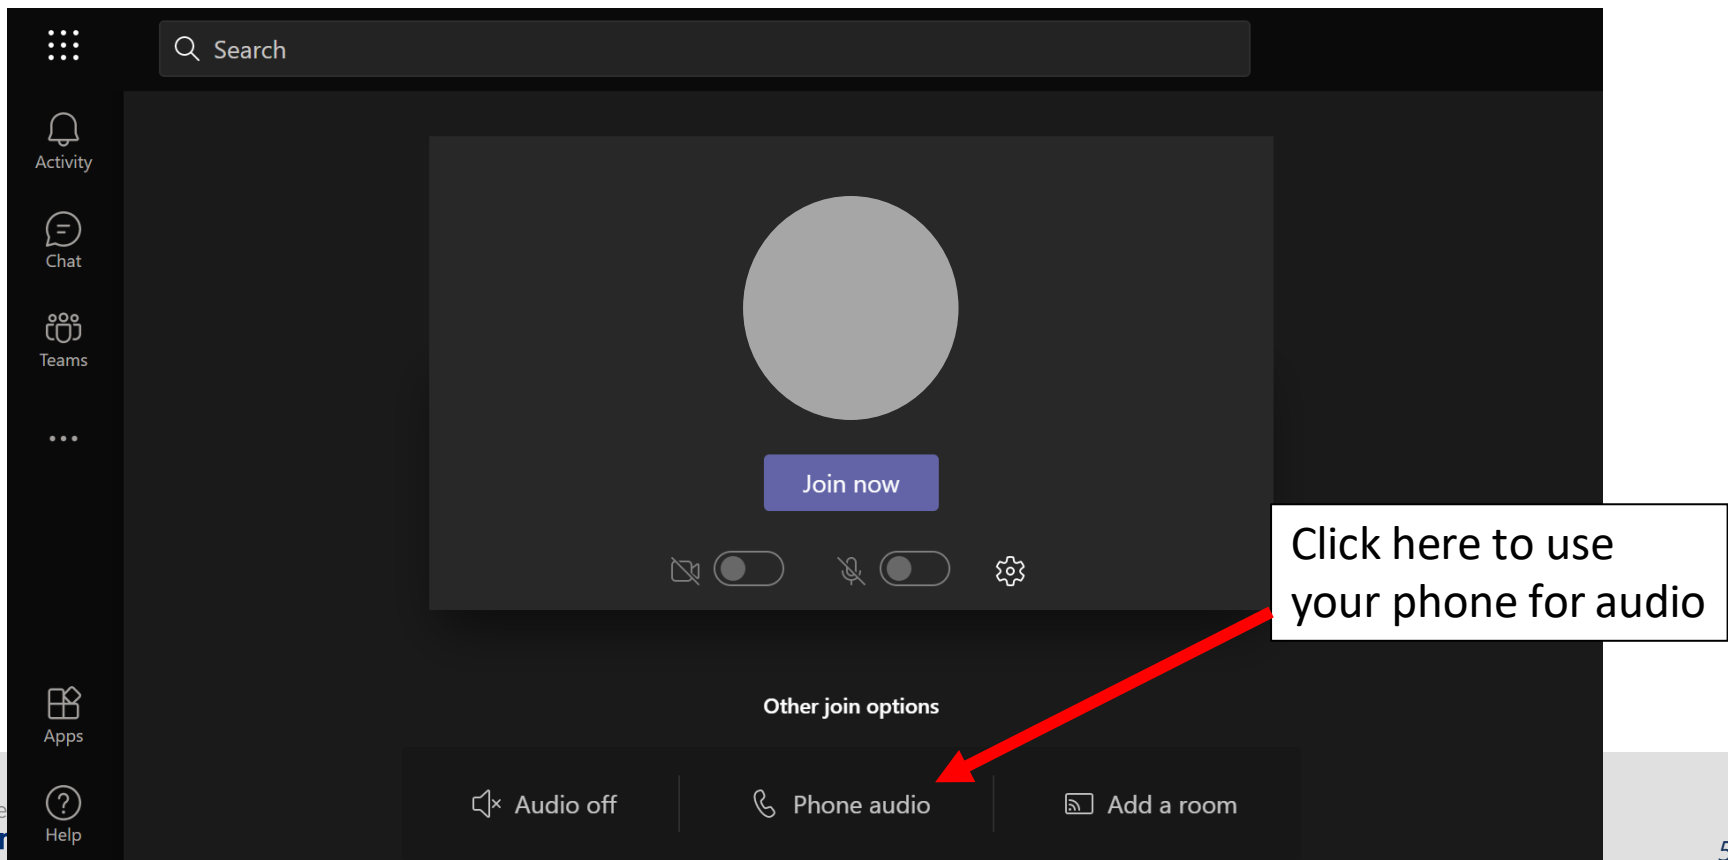 Search
Activity
Chat
Teams
Join now
Click here to use
your phone for audio
Other join options
Apps
Audio off
Phone audio
Add a room
Help